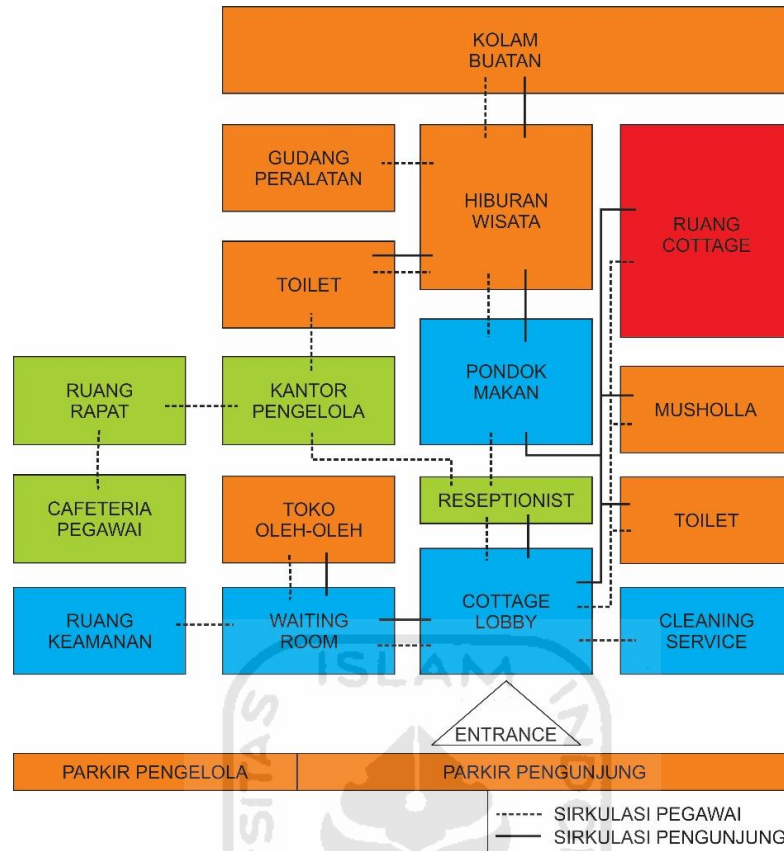 KOLAM
BUATAN
GUDANG
PERALATAN
HIBURAN
WISATA
RUANG
COTTAGE
TOILET
RUANG
RAPAT
KANTOR
PENGELOLA
PONDOK
MAKAN
MUSHOLLA
CAFETERIA
PEGAWAI
TOKO
OLEH-OLEH
RESEPTIONIST
TOILET
RUANG
KEAMANAN
WAITING
ROOM
COTTAGE
LOBBY
CLEANING
SERVICE
ISLAM
ENTRANCE
PARKIR PENGELOLA
PARKIR PENGUNJUNG
SIRKULASI PEGAWAI
SIRKULASI PENGUNJUNG